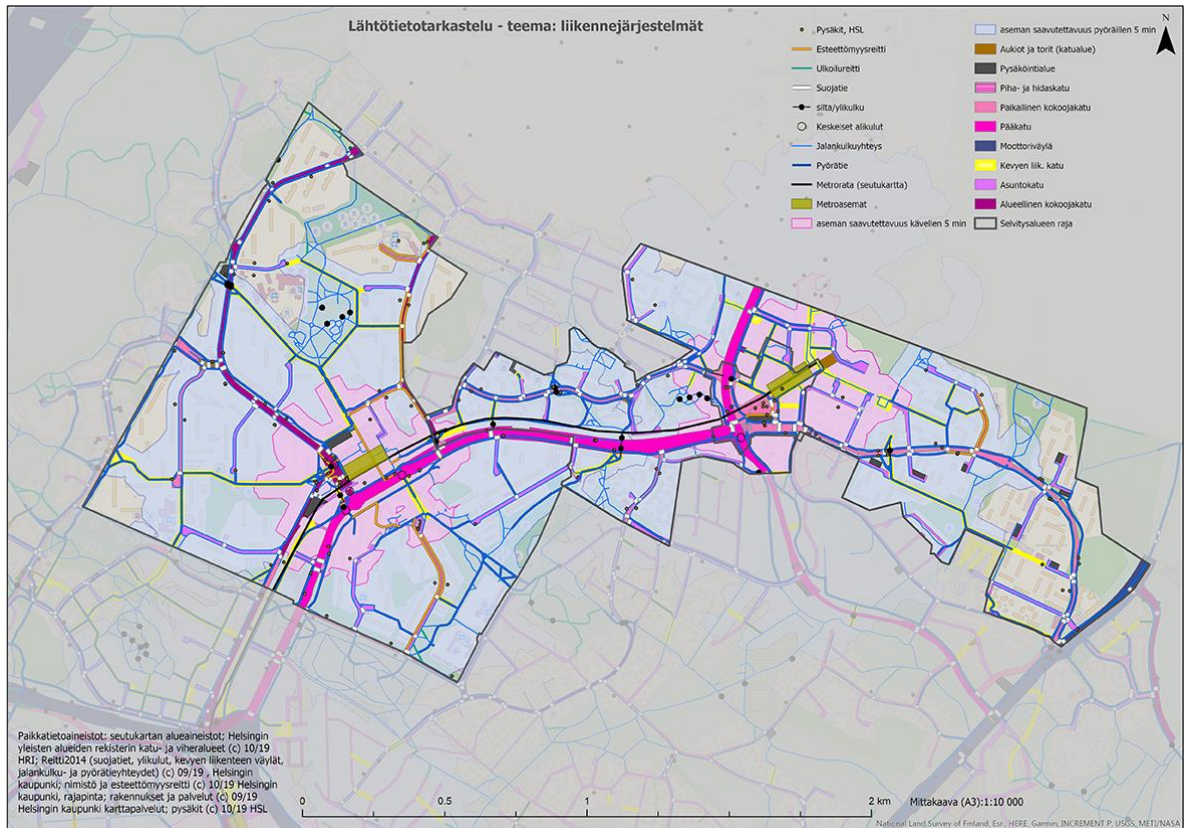 Lähtötietotarkastelu - teema: liikennejärjestelmät
N
Pysäkit, HSL
Esteettömyysreitti
Ulkoilureitti
Suojatie
silta/ylikulku
Keskeiset alikulut
Jalankulkuyhteys
Pyörätie
Metrorata (seutukartta)
Metroasemat
aseman saavutettavuus kävellen 5 min
aseman saavutettavuus pyöräillen 5 min
Aukiot ja torit (katualue)
Pysäköintialue
Piha- ja hidaskatu
Paikallinen kokoojakatu
Pääkatu
Moottoriväylä
Kevyen liik. katu
Asuntokatu
Alueellinen kokoojakatu
Selvitysalueen raja
Paikkatietoaineistot: seutukartan alueaineistot; Helsingin
yleisten alueiden rekisterin katu- ja viheralueet (c) 10/19
HRI; Reitti2014 (suojatiet, ylikulut, kevyen liikenteen väylät,
jalankulku- ja pyörätieyhteydet) (c) 09/19 , Helsingin
kaupunki; nimistö ja esteettömyysreitti (c) 10/19 Helsingin
kaupunki, rajapinta; rakennukset ja palvelut (c) 09/19
Helsingin kaupunki karttapalvelut; pysäkit (c) 10/19 HSL
0 0.5 1 2 km
Mittakaava (A3):1:10 000
National Land Survey of Finland, Esri, HERE, Garmin, INCREMENT P, USGS, METI/NASA